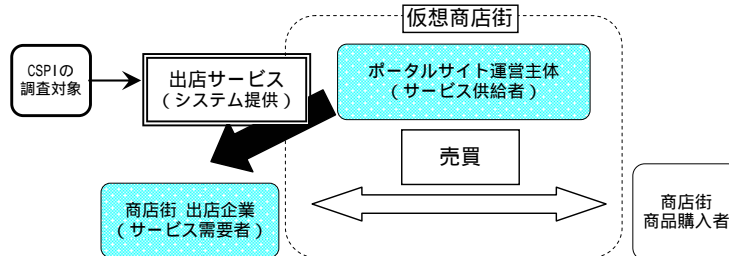 仮想商店街
CSPIの
調査対象
出店サービス
(システム提供)
ポータルサイト運営主体
(サービス供給者)
売買
商店街 出店企業
(サービス需要者)
商店街
商品購入者